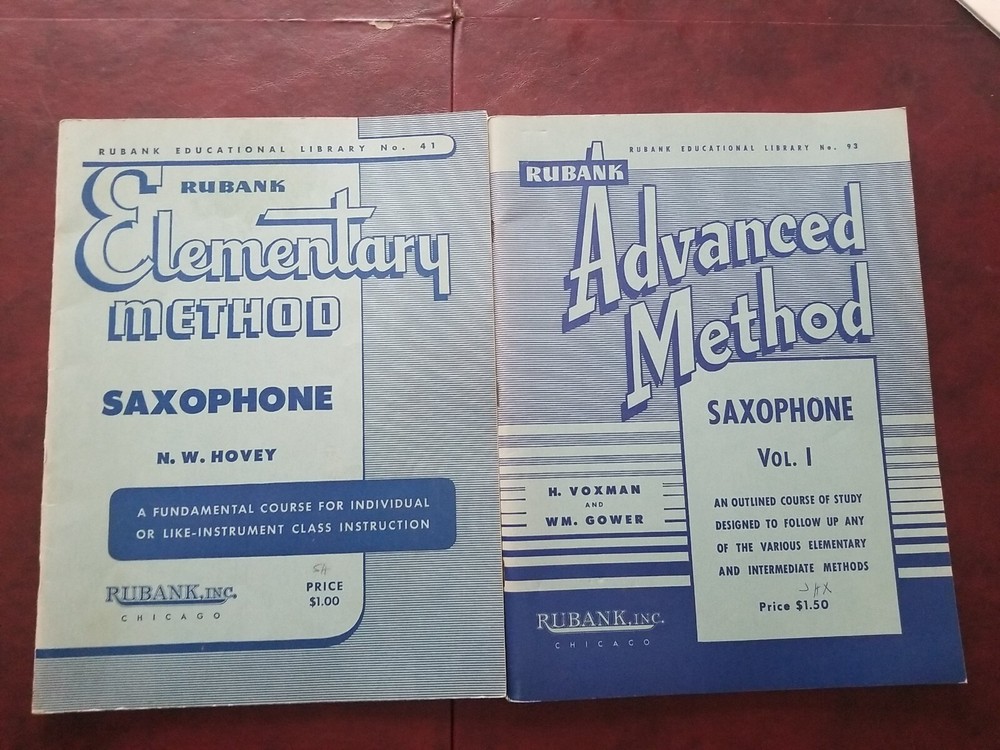 RUBANK EDUCATIONAL LIBRARY No. 41
RUBANK
Elementary
METHOD
SAXOPHONE
N. W. HOVEY
A FUNDAMENTAL COURSE FOR INDIVIDUAL
OR LIKE-INSTRUMENT CLASS INSTRUCTION
PRICE
$1.00
RUBANK, INC.
CHICAGO
RUBANK EDUCATIONAL LIBRARY No. 93
RUBANK
Advanced
Method
SAXOPHONE
VOL. I
H. VOXMAN
AND
WM. GOWER
AN OUTLINED COURSE OF STUDY
DESIGNED TO FOLLOW UP ANY
OF THE VARIOUS ELEMENTARY
AND INTERMEDIATE METHODS
Price $1.50
RUBANK, INC.
CHICAGO